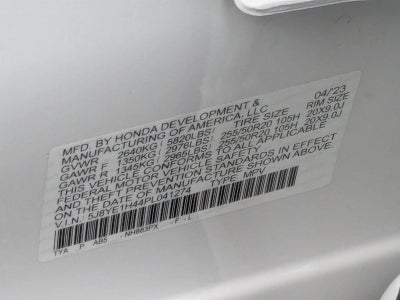 MFD. BY HONDA DEVELOPMENT & 04/23
MANUFACTURING OF AMERICA, LLC
TIRE SIZE RIM SIZE
GVWR 2640KG (5820LBS)
GAWR F 1350KG (2976LBS) 255/50R20 105H 20X9.0J
GAWR R 1345KG (2965LBS) 255/50R20 105H 20X9.0J
THIS VEHICLE CONFORMS TO ALL APPLICABLE
FEDERAL MOTOR VEHICLE SAFETY STANDARDS IN EFFECT
THEFT PREVENTION STANDARDS IN EFFECT
ON THE DATE OF MANUFACTURE SHOWN ABOVE.
V.I.N.: 5J8YE1H44PL041274 TYPE: MPV
TYA P AB5 - NH883PX - F - L -